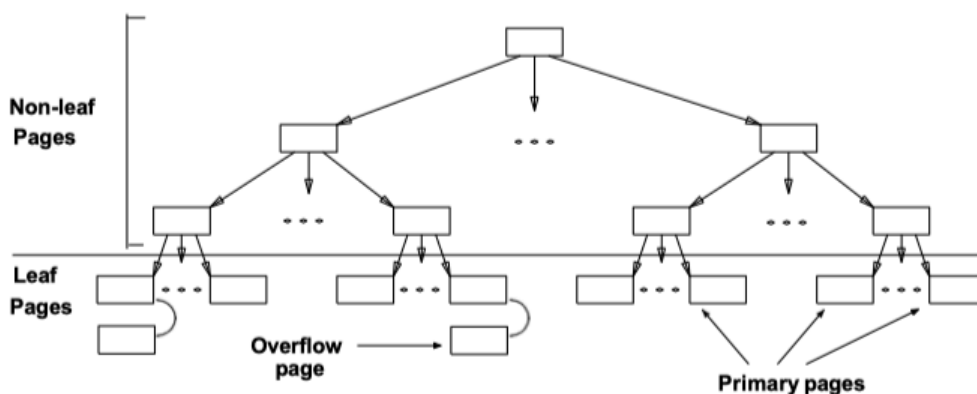 Non-leaf
Pages
Leaf
Pages
Overflow
page
Primary pages